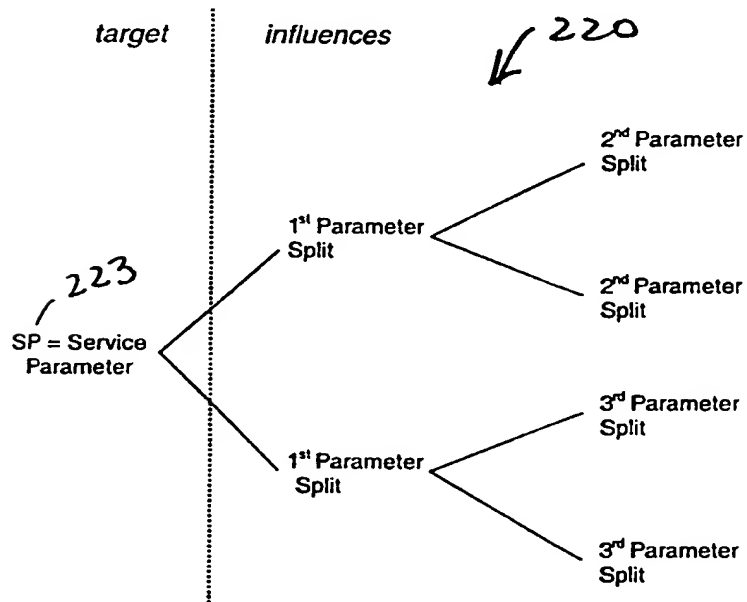 target
influences
220
2nd Parameter
Split
1st Parameter
Split
2nd Parameter
Split
223
SP = Service
Parameter
3rd Parameter
Split
1st Parameter
Split
3rd Parameter
Split